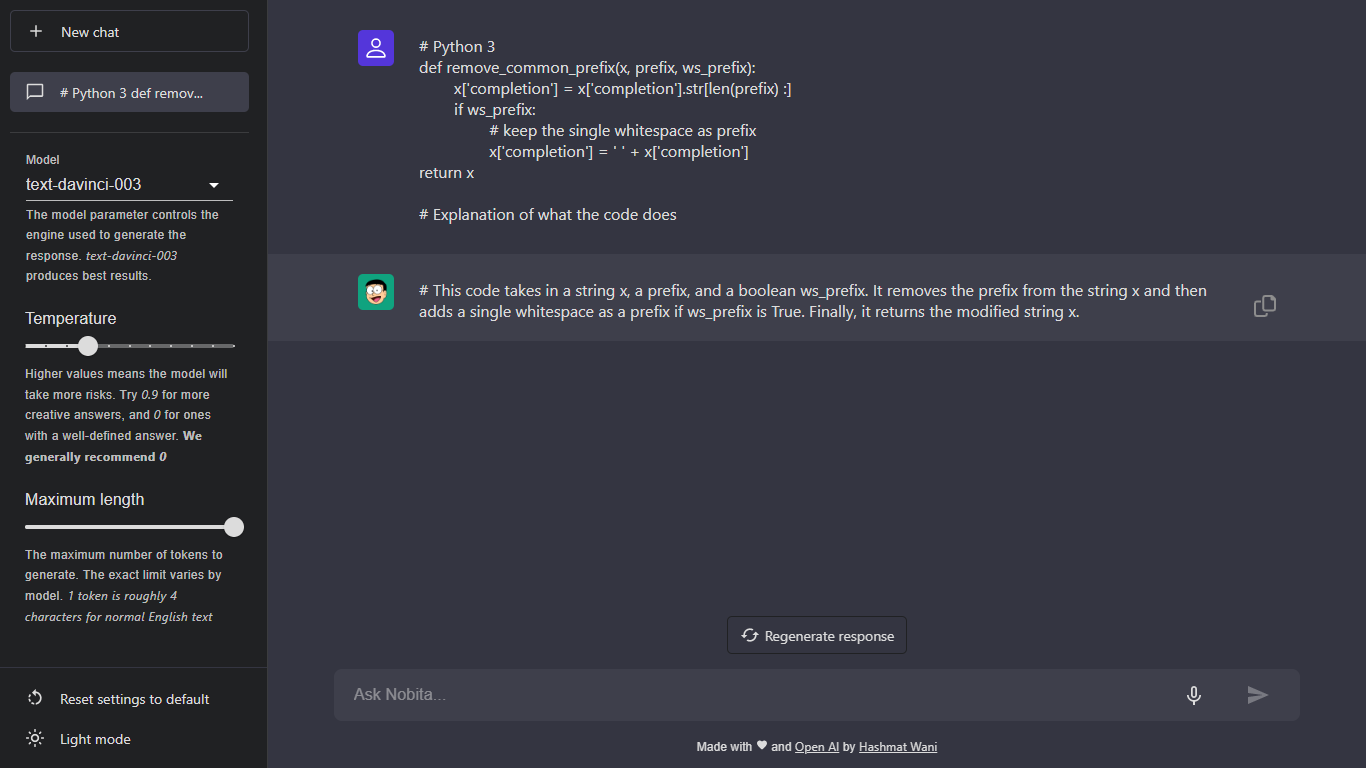 New chat
# Python 3 def remov...
Model
text-davinci-003
The model parameter controls the
engine used to generate the
response. text-davinci-003
produces best results.
Temperature
Higher values means the model will
take more risks. Try 0.9 for more
creative answers, and 0 for ones
with a well-defined answer. We
generally recommend 0
Maximum length
The maximum number of tokens to
generate. The exact limit varies by
model. 1 token is roughly 4
characters for normal English text
Reset settings to default
Light mode
# Python 3
def remove_common_prefix(x, prefix, ws_prefix):
x['completion'] = x['completion'].str[len(prefix) :]
if ws_prefix:
# keep the single whitespace as prefix
x['completion'] = ' ' + x['completion']
return x
# Explanation of what the code does
# This code takes in a string x, a prefix, and a boolean ws_prefix. It removes the prefix from the string x and then
adds a single whitespace as a prefix if ws_prefix is True. Finally, it returns the modified string x.
Regenerate response
Ask Nobita...
Made with ♥ and Open AI by Hashmat Wani